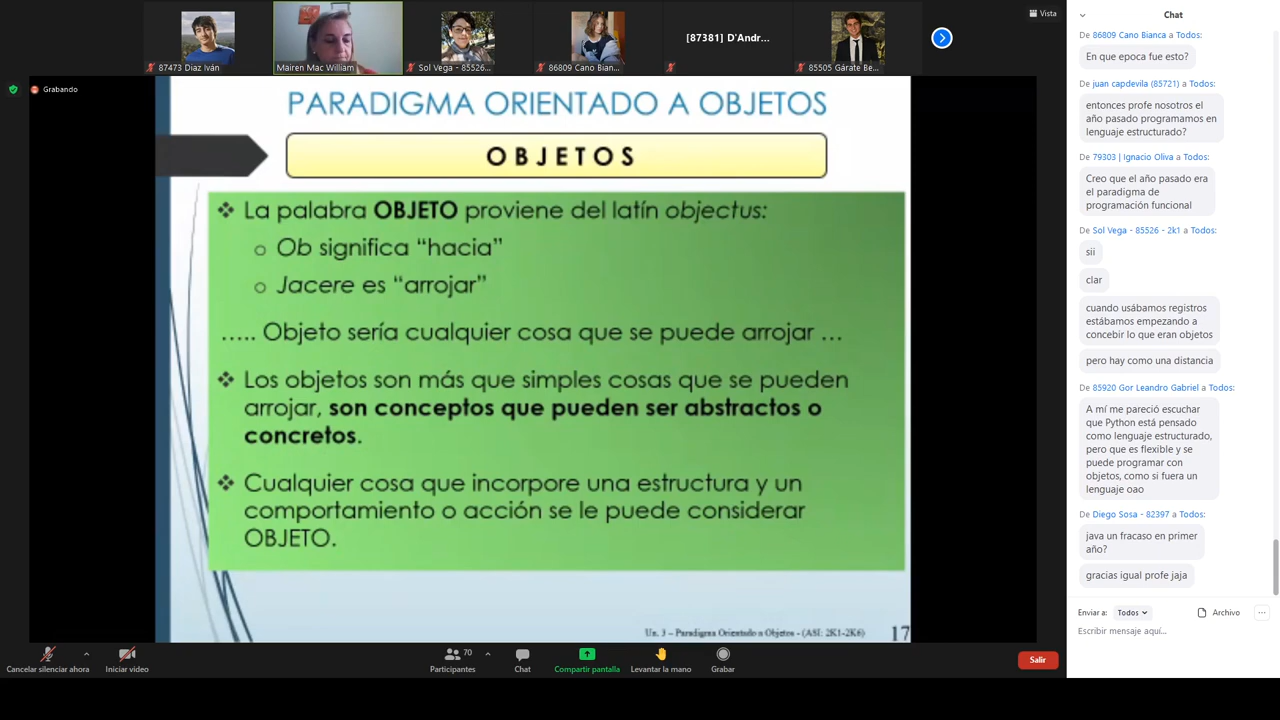 Vista
87473 Diaz Iván
Mairen Mac William
Sol Vega - 85526...
86809 Cano Bian...
[87381] D'Andr...
85505 Gárate Be...
Grabando
PARADIGMA ORIENTADO A OBJETOS
OBJETOS
La palabra OBJETO proviene del latín objectus:
Ob significa “hacia”
Jacere es “arrojar”
..... Objeto sería cualquier cosa que se puede arrojar ...
Los objetos son más que simples cosas que se pueden
arrojar, son conceptos que pueden ser abstractos o
concretos.
Cualquier cosa que incorpore una estructura y un
comportamiento o acción se le puede considerar
OBJETO.
Un. 3 – Paradigma Orientado a Objetos - (ASI: 2K1-2K6) 17
Cancelar silenciar ahora
Iniciar video
70
Participantes
Chat
Compartir pantalla
Levantar la mano
Grabar
Salir
Chat
De 86809 Cano Bianca a Todos:
En que epoca fue esto?
De juan capdevila (85721) a Todos:
entonces profe nosotros el
año pasado programamos en
lenguaje estructurado?
De 79303 | Ignacio Oliva a Todos:
Creo que el año pasado era
el paradigma de
programación funcional
De Sol Vega - 85526 - 2k1 a Todos:
sii
clar
cuando usábamos registros
estábamos empezando a
concebir lo que eran objetos
pero hay como una distancia
De 85920 Gor Leandro Gabriel a Todos:
A mí me pareció escuchar
que Python está pensado
como lenguaje estructurado,
pero que es flexible y se
puede programar con
objetos, como si fuera un
lenguaje oao
De Diego Sosa - 82397 a Todos:
java un fracaso en primer
año?
gracias igual profe jaja
Enviar a: Todos
Archivo
Escribir mensaje aquí...